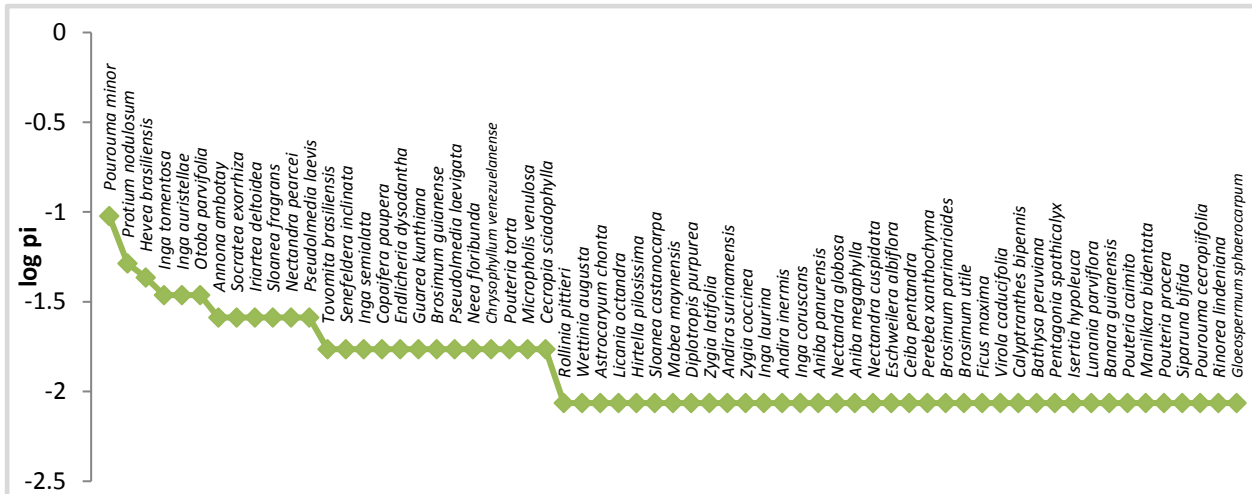 0
-0.5
-1
-1.5
-2
-2.5
log pi
Pourouma minor
Protium nodulosum
Hevea brasiliensis
Inga tomentosa
Inga auristellae
Otoba parvifolia
Annona ambotay
Socratea exorrhiza
Iriartea deltoidea
Sloanea fragrans
Nectandra pearcei
Pseudolmedia laevis
Tovomita brasiliensis
Senefeldera inclinata
Inga semialata
Copaifera paupera
Endlicheria dysodantha
Guarea kunthiana
Brosimum guianense
Pseudolmedia laevigata
Neea floribunda
Chrysophyllum venezuelanense
Pouteria torta
Micropholis venulosa
Cecropia sciadophylla
Rollinia pittieri
Wettinia augusta
Astrocaryum chonta
Licania octandra
Hirtella pilosissima
Sloanea castanocarpa
Mabea maynensis
Diplotropis purpurea
Zygia latifolia
Andira surinamensis
Zygia coccinea
Inga laurina
Andira inermis
Inga coruscans
Aniba panurensis
Nectandra globosa
Aniba megaphylla
Nectandra cuspidata
Eschweilera albiflora
Ceiba pentandra
Perebea xanthochyma
Brosimum parinarioides
Brosimum utile
Ficus maxima
Virola caducifolia
Calyptranthes bipennis
Bathysa peruviana
Pentagonia spathicalyx
Isertia hypoleuca
Lunania parviflora
Banara guianensis
Pouteria caimito
Manilkara bidentata
Pouteria procera
Siparuna bifida
Pourouma cecropiifolia
Rinorea lindeniana
Gloeospermum sphaerocarpum